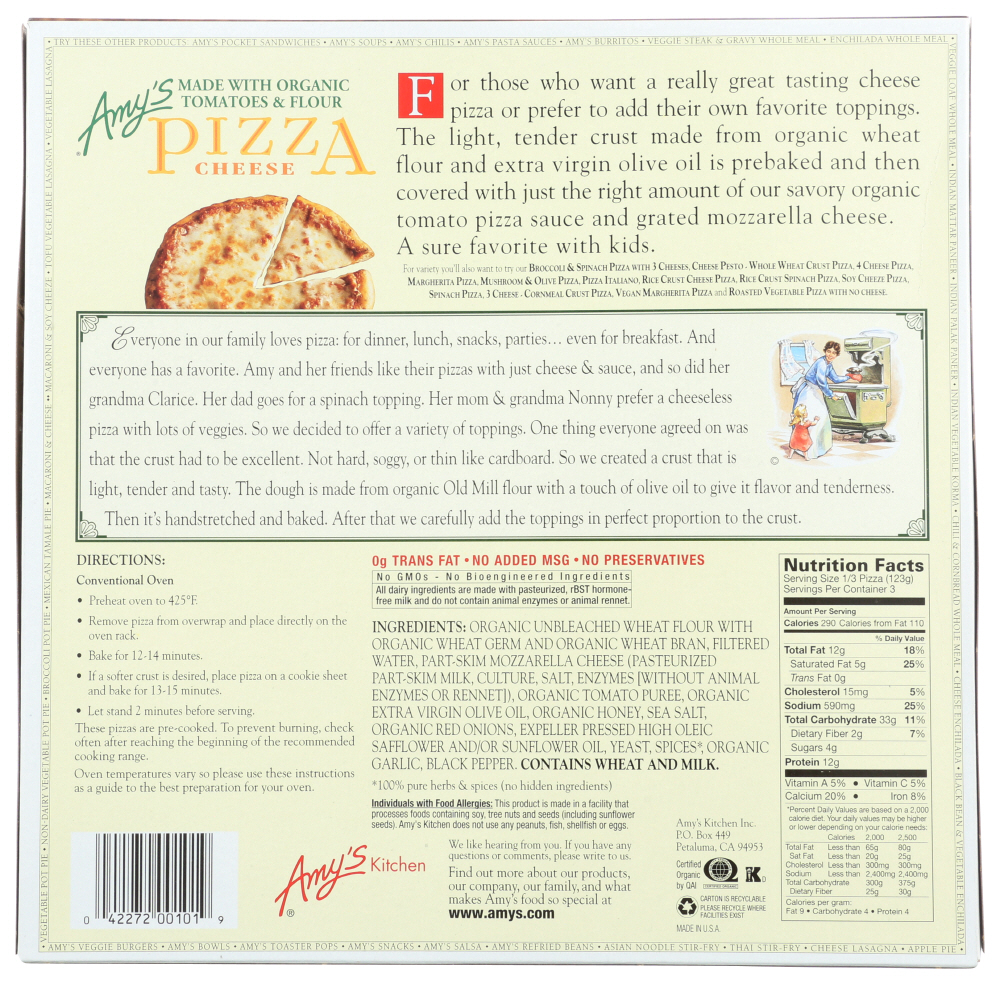 • TRY THESE OTHER PRODUCTS: AMY'S POCKET SANDWICHES • AMY'S SOUPS • AMY'S CHILIS • AMY'S PASTA SAUCES • AMY'S BURRITOS • VEGGIE STEAK & GRAVY WHOLE MEAL • ENCHILADA WHOLE MEAL •
VEGGIE LOAF WHOLE MEAL • INDIAN MATTAR PANEER • INDIAN PALAK PANEER • INDIAN VEGETABLE KORMA • CHILI & CORNBREAD WHOLE MEAL • CHEESE ENCHILADA • BLACK BEAN & VEGETABLE ENCHILADA •
Amy's
®
MADE WITH ORGANIC
TOMATOES & FLOUR
PIZZA
CHEESE
For those who want a really great tasting cheese
pizza or prefer to add their own favorite toppings.
The light, tender crust made from organic wheat
flour and extra virgin olive oil is prebaked and then
covered with just the right amount of our savory organic
tomato pizza sauce and grated mozzarella cheese.
A sure favorite with kids.
For variety you'll also want to try our BROCCOLI & SPINACH PIZZA WITH 3 CHEESES, CHEESE PESTO - WHOLE WHEAT CRUST PIZZA, 4 CHEESE PIZZA,
MARGHERITA PIZZA, MUSHROOM & OLIVE PIZZA, PIZZA ITALIANO, RICE CRUST CHEESE PIZZA, RICE CRUST SPINACH PIZZA, SOY CHEEZE PIZZA,
SPINACH PIZZA, 3 CHEESE - CORNMEAL CRUST PIZZA, VEGAN MARGHERITA PIZZA and ROASTED VEGETABLE PIZZA WITH NO CHEESE.
Everyone in our family loves pizza: for dinner, lunch, snacks, parties… even for breakfast. And
everyone has a favorite. Amy and her friends like their pizzas with just cheese & sauce, and so did her
grandma Clarice. Her dad goes for a spinach topping. Her mom & grandma Nonny prefer a cheeseless
pizza with lots of veggies. So we decided to offer a variety of toppings. One thing everyone agreed on was
that the crust had to be excellent. Not hard, soggy, or thin like cardboard. So we created a crust that is
light, tender and tasty. The dough is made from organic Old Mill flour with a touch of olive oil to give it flavor and tenderness.
Then it's handstretched and baked. After that we carefully add the toppings in perfect proportion to the crust.
©
DIRECTIONS:
Conventional Oven
• Preheat oven to 425°F.
• Remove pizza from overwrap and place directly on the
oven rack.
• Bake for 12-14 minutes.
• If a softer crust is desired, place pizza on a cookie sheet
and bake for 13-15 minutes.
• Let stand 2 minutes before serving.
These pizzas are pre-cooked. To prevent burning, check
often after reaching the beginning of the recommended
cooking range.
Oven temperatures vary so please use these instructions
as a guide to the best preparation for your oven.
0g TRANS FAT • NO ADDED MSG • NO PRESERVATIVES
No GMOs - No Bioengineered Ingredients
All dairy ingredients are made with pasteurized, rBST hormone-
free milk and do not contain animal enzymes or animal rennet.
INGREDIENTS: ORGANIC UNBLEACHED WHEAT FLOUR WITH
ORGANIC WHEAT GERM AND ORGANIC WHEAT BRAN, FILTERED
WATER, PART-SKIM MOZZARELLA CHEESE (PASTEURIZED
PART-SKIM MILK, CULTURE, SALT, ENZYMES [WITHOUT ANIMAL
ENZYMES OR RENNET]), ORGANIC TOMATO PUREE, ORGANIC
EXTRA VIRGIN OLIVE OIL, ORGANIC HONEY, SEA SALT,
ORGANIC RED ONIONS, EXPELLER PRESSED HIGH OLEIC
SAFFLOWER AND/OR SUNFLOWER OIL, YEAST, SPICES*, ORGANIC
GARLIC, BLACK PEPPER. CONTAINS WHEAT AND MILK.
*100% pure herbs & spices (no hidden ingredients)
Individuals with Food Allergies: This product is made in a facility that
processes foods containing soy, tree nuts and seeds (including sunflower
seeds). Amy's Kitchen does not use any peanuts, fish, shellfish or eggs.
Nutrition Facts
Serving Size 1/3 Pizza (123g)
Servings Per Container 3
Amount Per Serving
Calories 290 Calories from Fat 110
% Daily Value
Total Fat 12g 18%
Saturated Fat 5g 25%
Trans Fat 0g
Cholesterol 15mg 5%
Sodium 590mg 25%
Total Carbohydrate 33g 11%
Dietary Fiber 2g 7%
Sugars 4g
Protein 12g
Vitamin A 5% • Vitamin C 5%
Calcium 20% • Iron 8%
*Percent Daily Values are based on a 2,000
calorie diet. Your daily values may be higher
or lower depending on your calorie needs:
Calories 2,000 2,500
Total Fat Less than 65g 80g
Sat Fat Less than 20g 25g
Cholesterol Less than 300mg 300mg
Sodium Less than 2,400mg 2,400mg
Total Carbohydrate 300g 375g
Dietary Fiber 25g 30g
Calories per gram:
Fat 9 • Carbohydrate 4 • Protein 4
0 42272 00101 9
Amy's Kitchen
®
We like hearing from you. If you have any
questions or comments, please write to us.
Find out more about our products,
our company, our family, and what
makes Amy's food so special at
www.amys.com
Amy's Kitchen Inc.
P.O. Box 449
Petaluma, CA 94953
Certified
Organic
by QAI
CERTIFIED ORGANIC
K D
CARTON IS RECYCLABLE
PLEASE RECYCLE WHERE
FACILITIES EXIST
MADE IN U.S.A.
VEGETABLE POT PIE • NON-DAIRY VEGETABLE POT PIE • BROCCOLI POT PIE • MEXICAN TAMALE PIE • MACARONI & CHEESE • MACARONI & SOY CHEEZE • TOFU VEGETABLE LASAGNA • VEGETABLE LASAGNA
• AMY'S VEGGIE BURGERS • AMY'S BOWLS • AMY'S TOASTER POPS • AMY'S SNACKS • AMY'S SALSA • AMY'S REFRIED BEANS • ASIAN NOODLE STIR-FRY • THAI STIR-FRY • CHEESE LASAGNA • APPLE PIE •